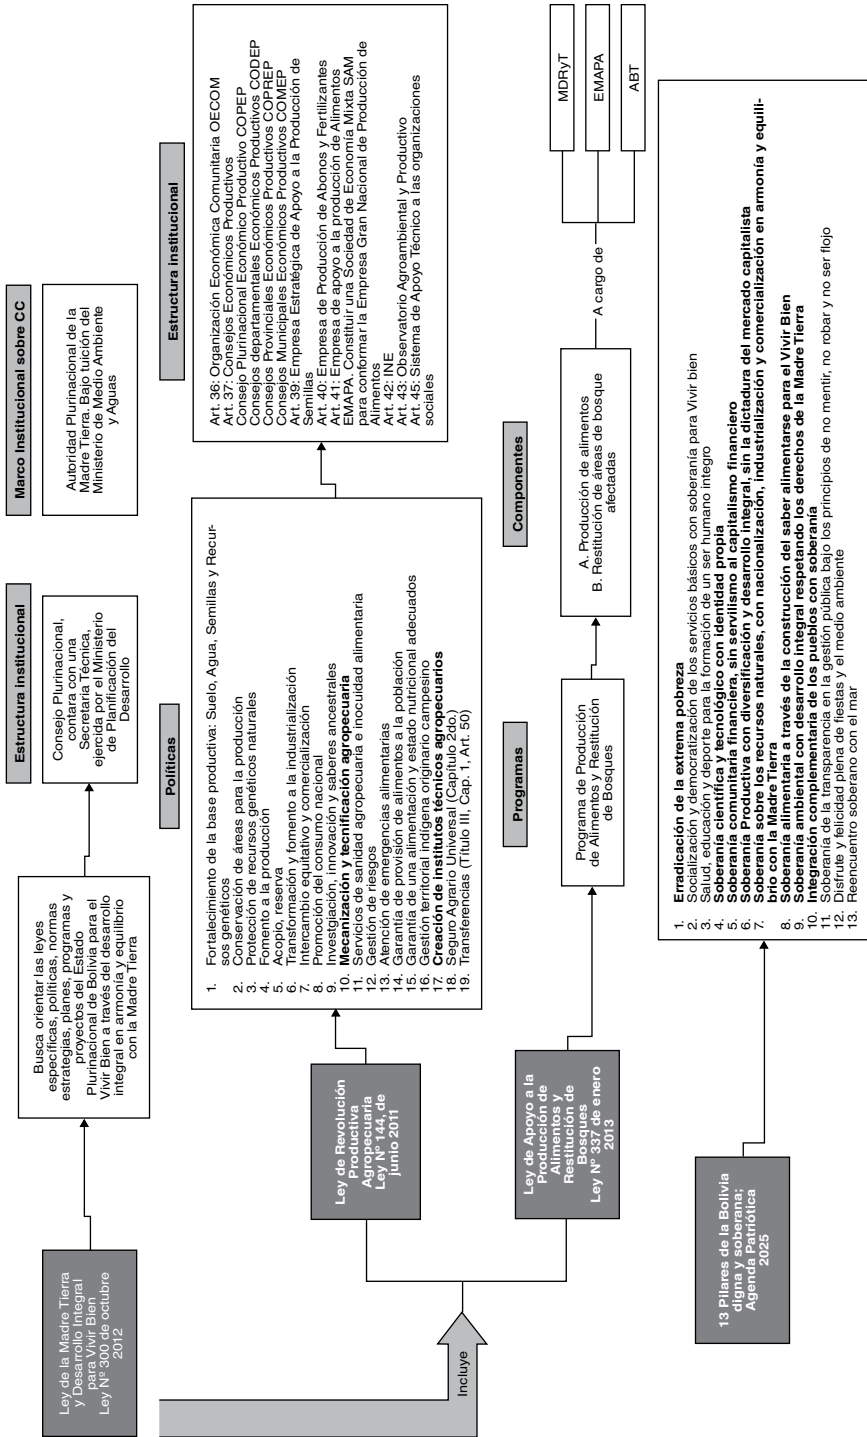 Ley de la Madre Tierra
y Desarrollo Integral
para Vivir Bien
Ley Nº 300 de octubre
2012
Busca orientar las leyes
específicas, políticas, normas
estrategias, planes, programas y
proyectos del Estado
Plurinacional de Bolivia para el
Vivir Bien a través del desarrollo
integral en armonía y equilibrio
con la Madre Tierra
Estructura institucional
Consejo Plurinacional,
contara con una
Secretaría Técnica,
ejercida por el Ministerio
de Planificación del
Desarrollo
Marco Institucional sobre CC
Autoridad Plurinacional de la
Madre Tierra. Bajo tuición del
Ministerio de Medio Ambiente
y Aguas
Incluye
Ley de Revolución
Productiva
Agropecuaria
Ley Nº 144, de
junio 2011
Políticas
1. Fortalecimiento de la base productiva: Suelo, Agua, Semillas y Recur-
sos genéticos
2. Conservación de áreas para la producción
3. Protección de recursos genéticos naturales
4. Fomento a la producción
5. Acopio, reserva
6. Transformación y fomento a la industrialización
7. Intercambio equitativo y comercialización
8. Promoción del consumo nacional
9. Investgiación, innovación y saberes ancestrales
10. Mecanización y tecnificación agropecuaria
11. Servicios de sanidad agropecuaria e inocuidad alimentaria
12. Gestión de riesgos
13. Atención de emergencias alimentarias
14. Garantía de provisión de alimentos a la población
15. Garantía de una alimentación y estado nutricional adecuados
16. Gestión territorial indígena originario campesino
17. Creación de institutos técnicos agropecuarios
18. Seguro Agrario Universal (Capítulo 2do.)
19. Transferencias (Título III, Cap. 1, Art. 50)
Estructura institucional
Art. 36: Organización Económica Comunitaria OECOM
Art. 37: Consejos Económicos Productivos
Consejo Plurinacional Económico Productivo COPEP
Consejos departamentales Económicos Productivos CODEP
Consejos Provinciales Económicos Productivos COPREP
Consejos Municipales Económicos Productivos COMEP
Art. 39: Empresa Estratégica de Apoyo a la Producción de
Semillas
Art. 40: Empresa de Producción de Abonos y Fertilizantes
Art. 41: Empresa de apoyo a la producción de Alimentos
EMAPA. Constituir una Sociedad de Economía Mixta SAM
para conformar la Empresa Gran Nacional de Producción de
Alimentos
Art. 42: INE
Art. 43: Observatorio Agroambiental y Productivo
Art. 45: Sistema de Apoyo Técnico a las organizaciones
sociales
Ley de Apoyo a la
Producción de
Alimentos y
Restitución de
Bosques
Ley Nº 337 de enero
2013
Programas
Programa de Producción
de Alimentos y Restitución
de Bosques
Componentes
A. Producción de alimentos
B. Restitución de áreas de bosque
afectadas
A cargo de
MDRyT
EMAPA
ABT
13 Pilares de la Bolivia
digna y soberana;
Agenda Patriótica
2025
1. Erradicación de la extrema pobreza
2. Socialización y democratización de los servicios básicos con soberanía para Vivir bien
3. Salud, educación y deporte para la formación de un ser humano integro
4. Soberanía científica y tecnológico con identidad propia
5. Soberanía comunitaria financiera, sin servilismo al capitalismo financiero
6. Soberanía Productiva con diversificación y desarrollo integral, sin la dictadura del mercado capitalista
7. Soberanía sobre los recursos naturales, con nacionalización, industrialización y comercialización en armonía y equili-
brio con la Madre Tierra
8. Soberanía alimentaria a través de la construcción del saber alimentarse para el Vivir Bien
9. Soberanía ambiental con desarrollo integral respetando los derechos de la Madre Tierra
10. Integración complementaria de los pueblos con soberanía
11. Soberanía de la transparencia en la gestión pública bajo los principios de no mentir, no robar y no ser flojo
12. Disfrute y felicidad plena de fiestas y el medio ambiente
13. Reencuentro soberano con el mar